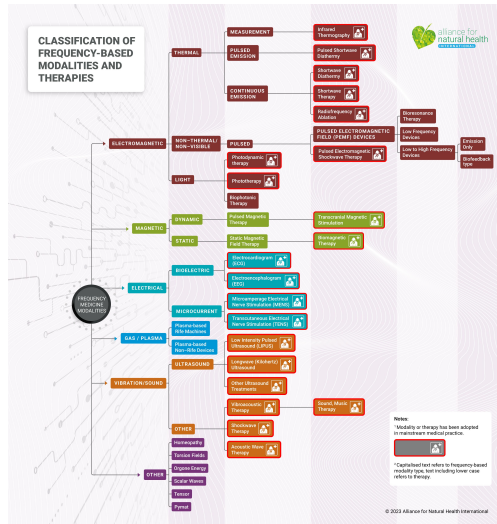 CLASSIFICATION OF
FREQUENCY-BASED
MODALITIES AND
THERAPIES
alliance for
natural health
INTERNATIONAL
FREQUENCY
MEDICINE
MODALITIES
ELECTROMAGNETIC
THERMAL
MEASUREMENT
Infrared
Thermography
PULSED
EMISSION
Pulsed Shortwave
Diathermy
CONTINUOUS
EMISSION
Shortwave
Diathermy
Shortwave
Therapy
Radiofrequency
Ablation
NON-THERMAL/
NON-VISIBLE
PULSED
PULSED ELECTROMAGNETIC
FIELD (PEMF) DEVICES
Bioresonance
Therapy
Low Frequency
Devices
Low to High Frequency
Devices
Emission
Only
Biofeedback
type
Pulsed Electromagnetic
Shockwave Therapy
LIGHT
Photodynamic
therapy
Phototherapy
Biophotonic
Therapy
MAGNETIC
DYNAMIC
Pulsed Magnetic
Therapy
Transcranial Magnetic
Stimulation
STATIC
Static Magnetic
Field Therapy
Biomagnetic
Therapy
ELECTRICAL
BIOELECTRIC
Electrocardiogram
(ECG)
Electroencephalogram
(EEG)
MICROCURRENT
Microamperage Electrical
Nerve Stimulation (MENS)
Transcutaneous Electrical
Nerve Stimulation (TENS)
GAS / PLASMA
Plasma-based
Rife Machines
Plasma-based
Non-Rife Devices
VIBRATION/SOUND
ULTRASOUND
Low Intensity Pulsed
Ultrasound (LIPUS)
Longwave (Kilohertz)
Ultrasound
Other Ultrasound
Treatments
OTHER
Vibroacoustic
Therapy
Sound, Music
Therapy
Shockwave
Therapy
Acoustic Wave
Therapy
OTHER
Homeopathy
Torsion Fields
Orgone Energy
Scalar Waves
Tensor
Pymat
Notes:
Modality or therapy has been adopted
in mainstream medical practice.
Capitalised text refers to frequency-based
modality type, text including lower case
refers to therapy.
© 2023 Alliance for Natural Health International